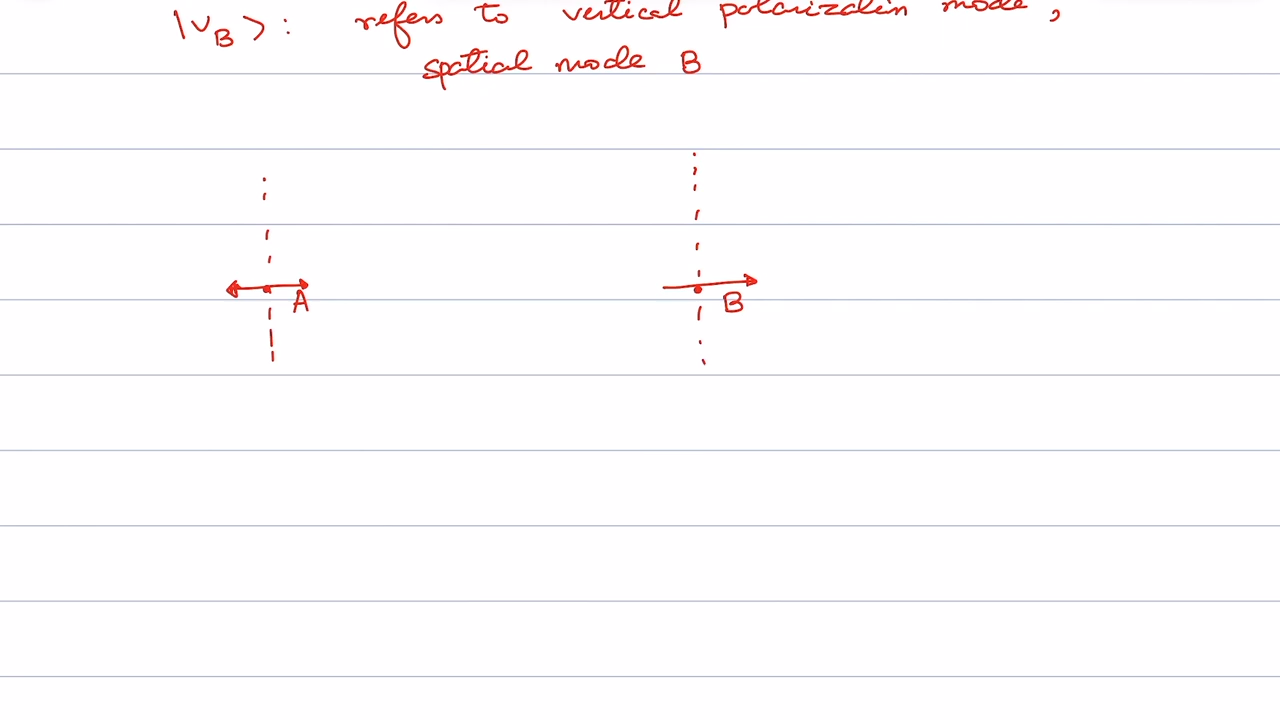 |v_B⟩: refers to vertical polarization mode,
spatial mode B
A B